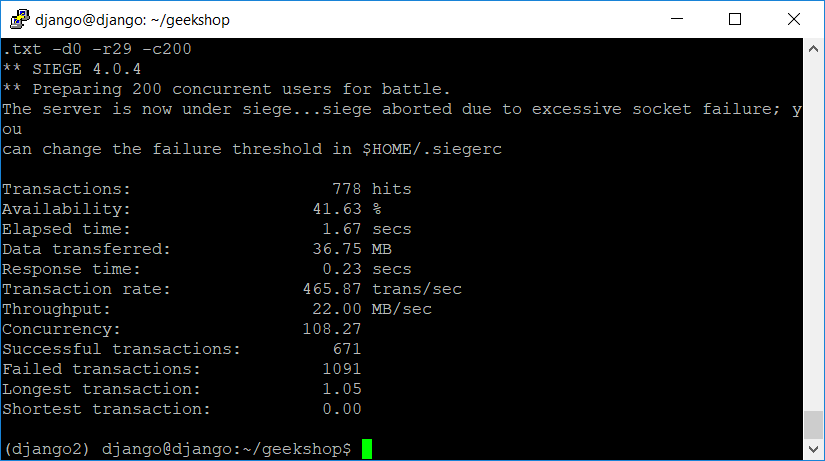 django@django: ~/geekshop
.txt -d0 -r29 -c200
** SIEGE 4.0.4
** Preparing 200 concurrent users for battle.
The server is now under siege...siege aborted due to excessive socket failure; y
ou
can change the failure threshold in $HOME/.siegerc
Transactions: 778 hits
Availability: 41.63 %
Elapsed time: 1.67 secs
Data transferred: 36.75 MB
Response time: 0.23 secs
Transaction rate: 465.87 trans/sec
Throughput: 22.00 MB/sec
Concurrency: 108.27
Successful transactions: 671
Failed transactions: 1091
Longest transaction: 1.05
Shortest transaction: 0.00
(django2) django@django:~/geekshop$